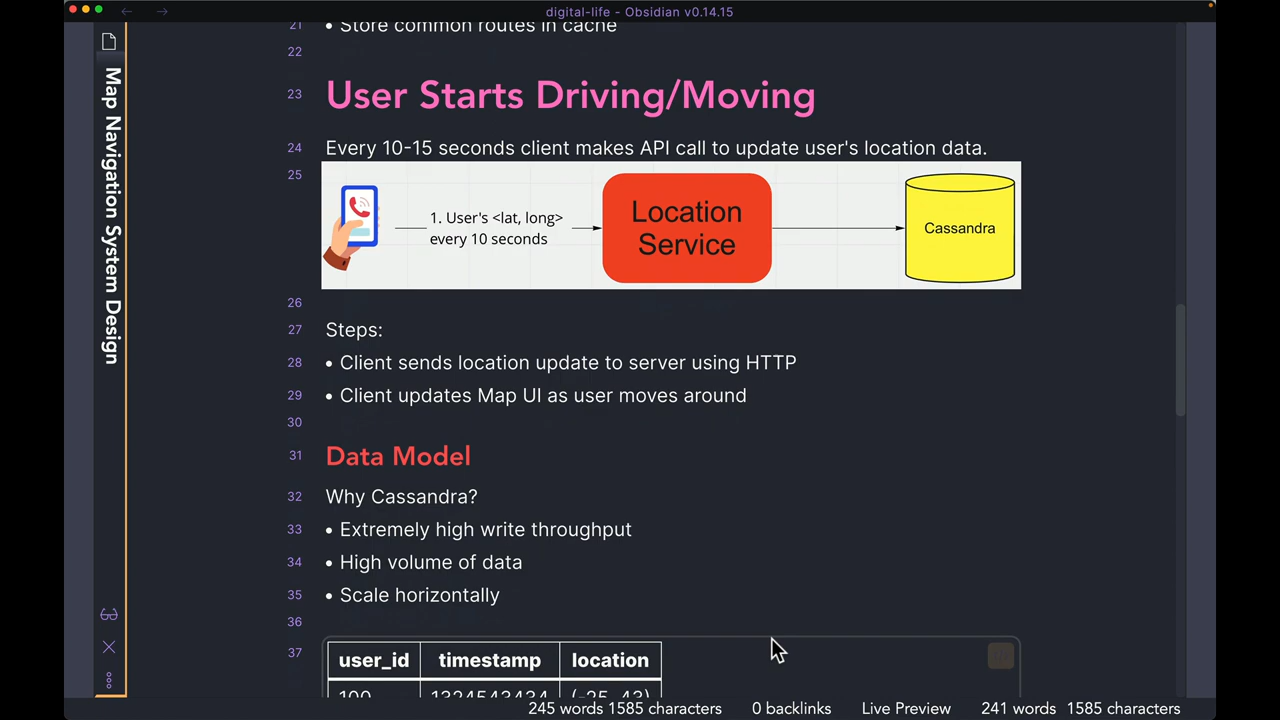 digital-life - Obsidian v0.14.15
Map Navigation System Design
21 • Store common routes in cache
22
23 User Starts Driving/Moving
24 Every 10-15 seconds client makes API call to update user's location data.
25
1. User's <lat, long>
every 10 seconds
Location
Service
Cassandra
26
27 Steps:
28 • Client sends location update to server using HTTP
29 • Client updates Map UI as user moves around
30
31 Data Model
32 Why Cassandra?
33 • Extremely high write throughput
34 • High volume of data
35 • Scale horizontally
36
37 user_id timestamp location
100 1324543434 (-25, 43)
245 words 1585 characters 0 backlinks Live Preview 241 words 1585 characters